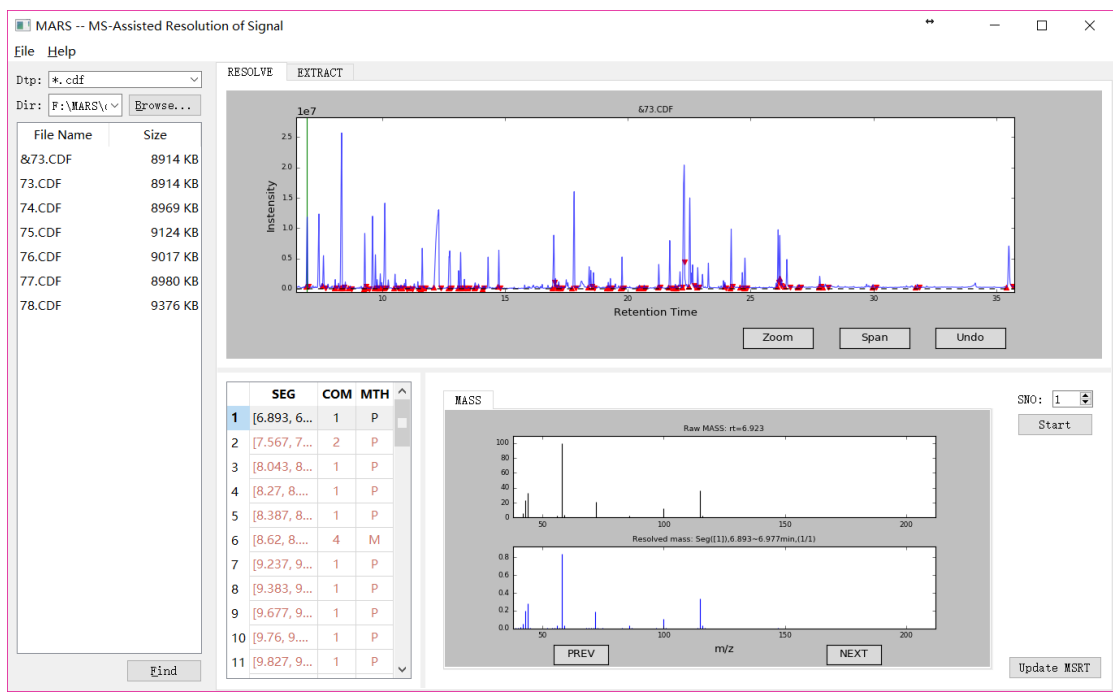 MARS -- MS-Assisted Resolution of Signal
File Help
Dtp: *.cdf
Dir: F:\MARS\ Browse...
File Name Size
&73.CDF 8914 KB
73.CDF 8914 KB
74.CDF 8969 KB
75.CDF 9124 KB
76.CDF 9017 KB
77.CDF 8980 KB
78.CDF 9376 KB
Find
RESOLVE EXTRACT
1e7 &73.CDF
2.5
2.0
1.5
1.0
0.5
0.0
Instensity
10 15 20 25 30 35
Retention Time
Zoom Span Undo
SEG COM MTH
1 [6.893, 6... 1 P
2 [7.567, 7... 2 P
3 [8.043, 8... 1 P
4 [8.27, 8.... 1 P
5 [8.387, 8... 1 P
6 [8.62, 8.... 4 M
7 [9.237, 9... 1 P
8 [9.383, 9... 1 P
9 [9.677, 9... 1 P
10 [9.76, 9.... 1 P
11 [9.827, 9... 1 P
MASS
Raw MASS: rt=6.923
100
80
60
40
20
0
50 100 150 200
Resolved mass: Seg([1]),6.893~6.977min,(1/1)
0.8
0.6
0.4
0.2
0.0
50 100 150 200
PREV m/z NEXT
SNO: 1
Start
Update MSRT